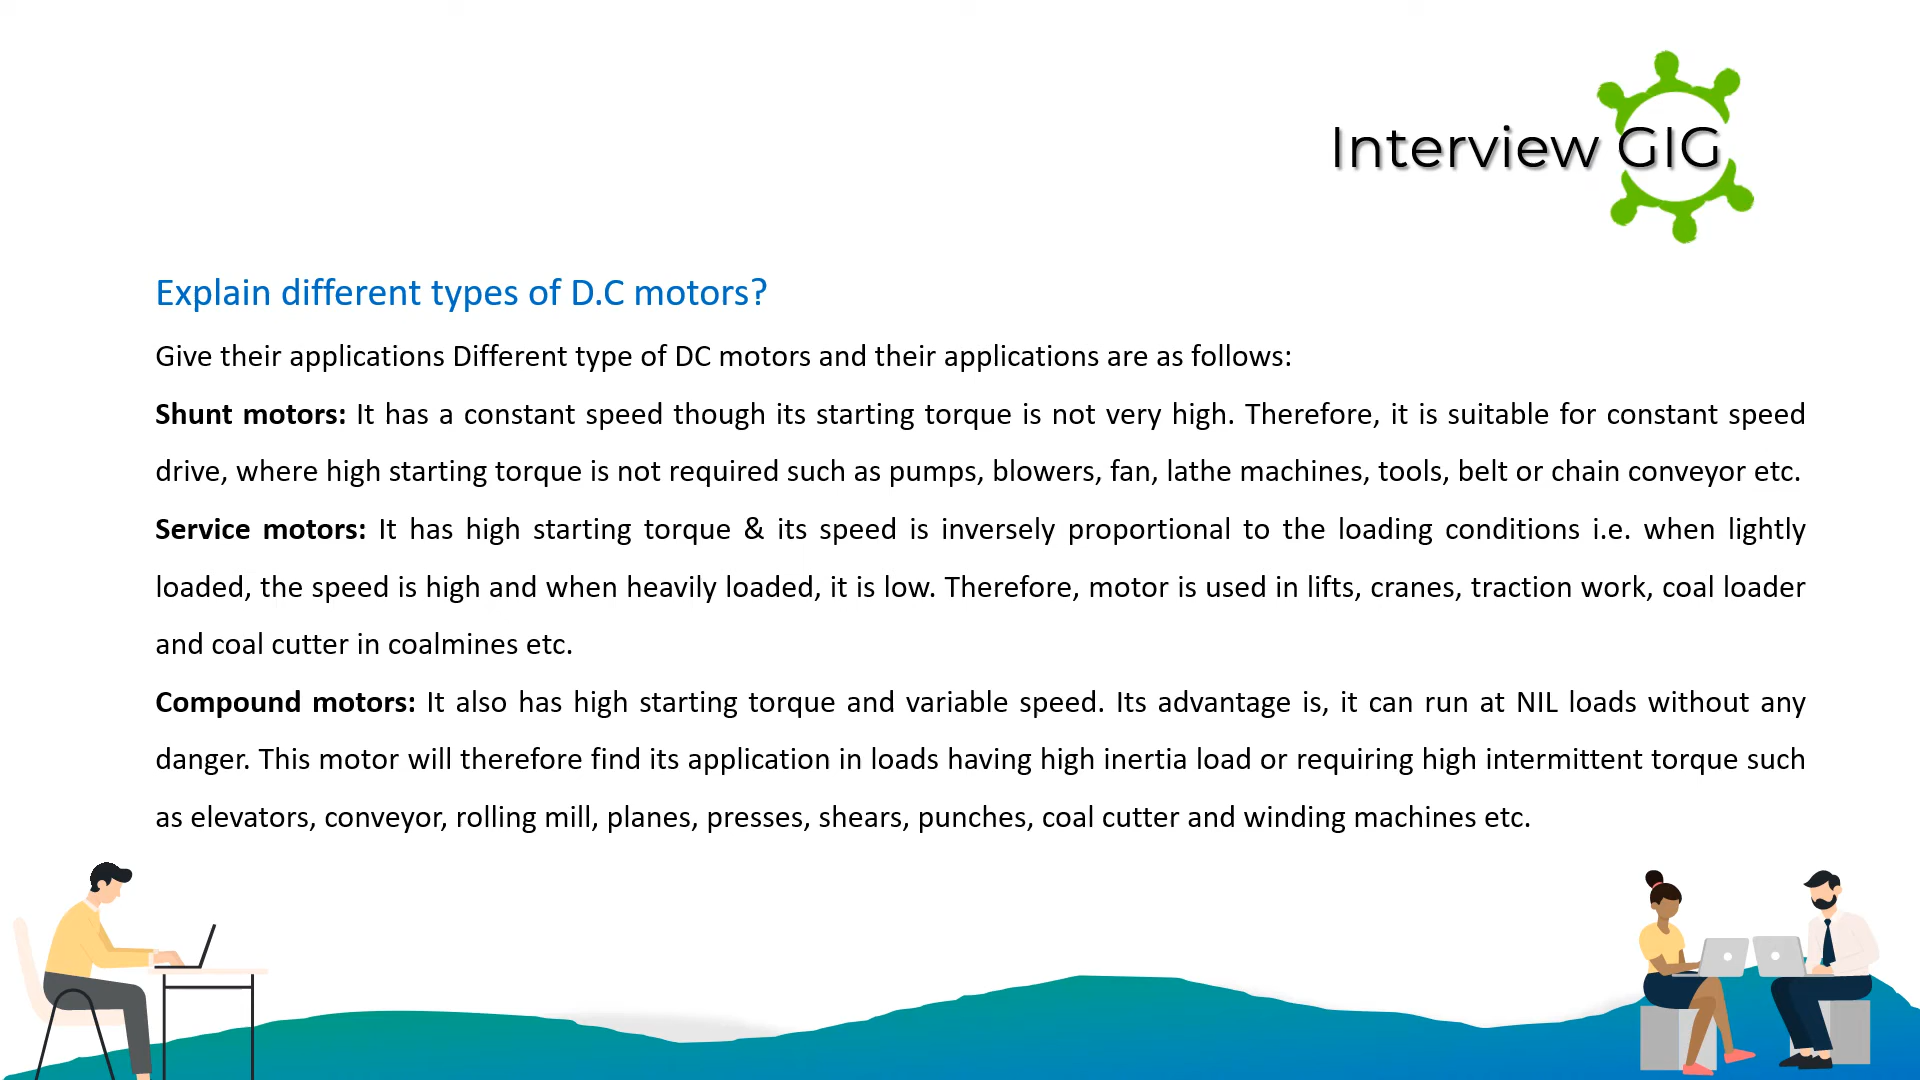 Interview GIG
Explain different types of D.C motors?
Give their applications Different type of DC motors and their applications are as follows:
Shunt motors: It has a constant speed though its starting torque is not very high. Therefore, it is suitable for constant speed
drive, where high starting torque is not required such as pumps, blowers, fan, lathe machines, tools, belt or chain conveyor etc.
Service motors: It has high starting torque & its speed is inversely proportional to the loading conditions i.e. when lightly
loaded, the speed is high and when heavily loaded, it is low. Therefore, motor is used in lifts, cranes, traction work, coal loader
and coal cutter in coalmines etc.
Compound motors: It also has high starting torque and variable speed. Its advantage is, it can run at NIL loads without any
danger. This motor will therefore find its application in loads having high inertia load or requiring high intermittent torque such
as elevators, conveyor, rolling mill, planes, presses, shears, punches, coal cutter and winding machines etc.